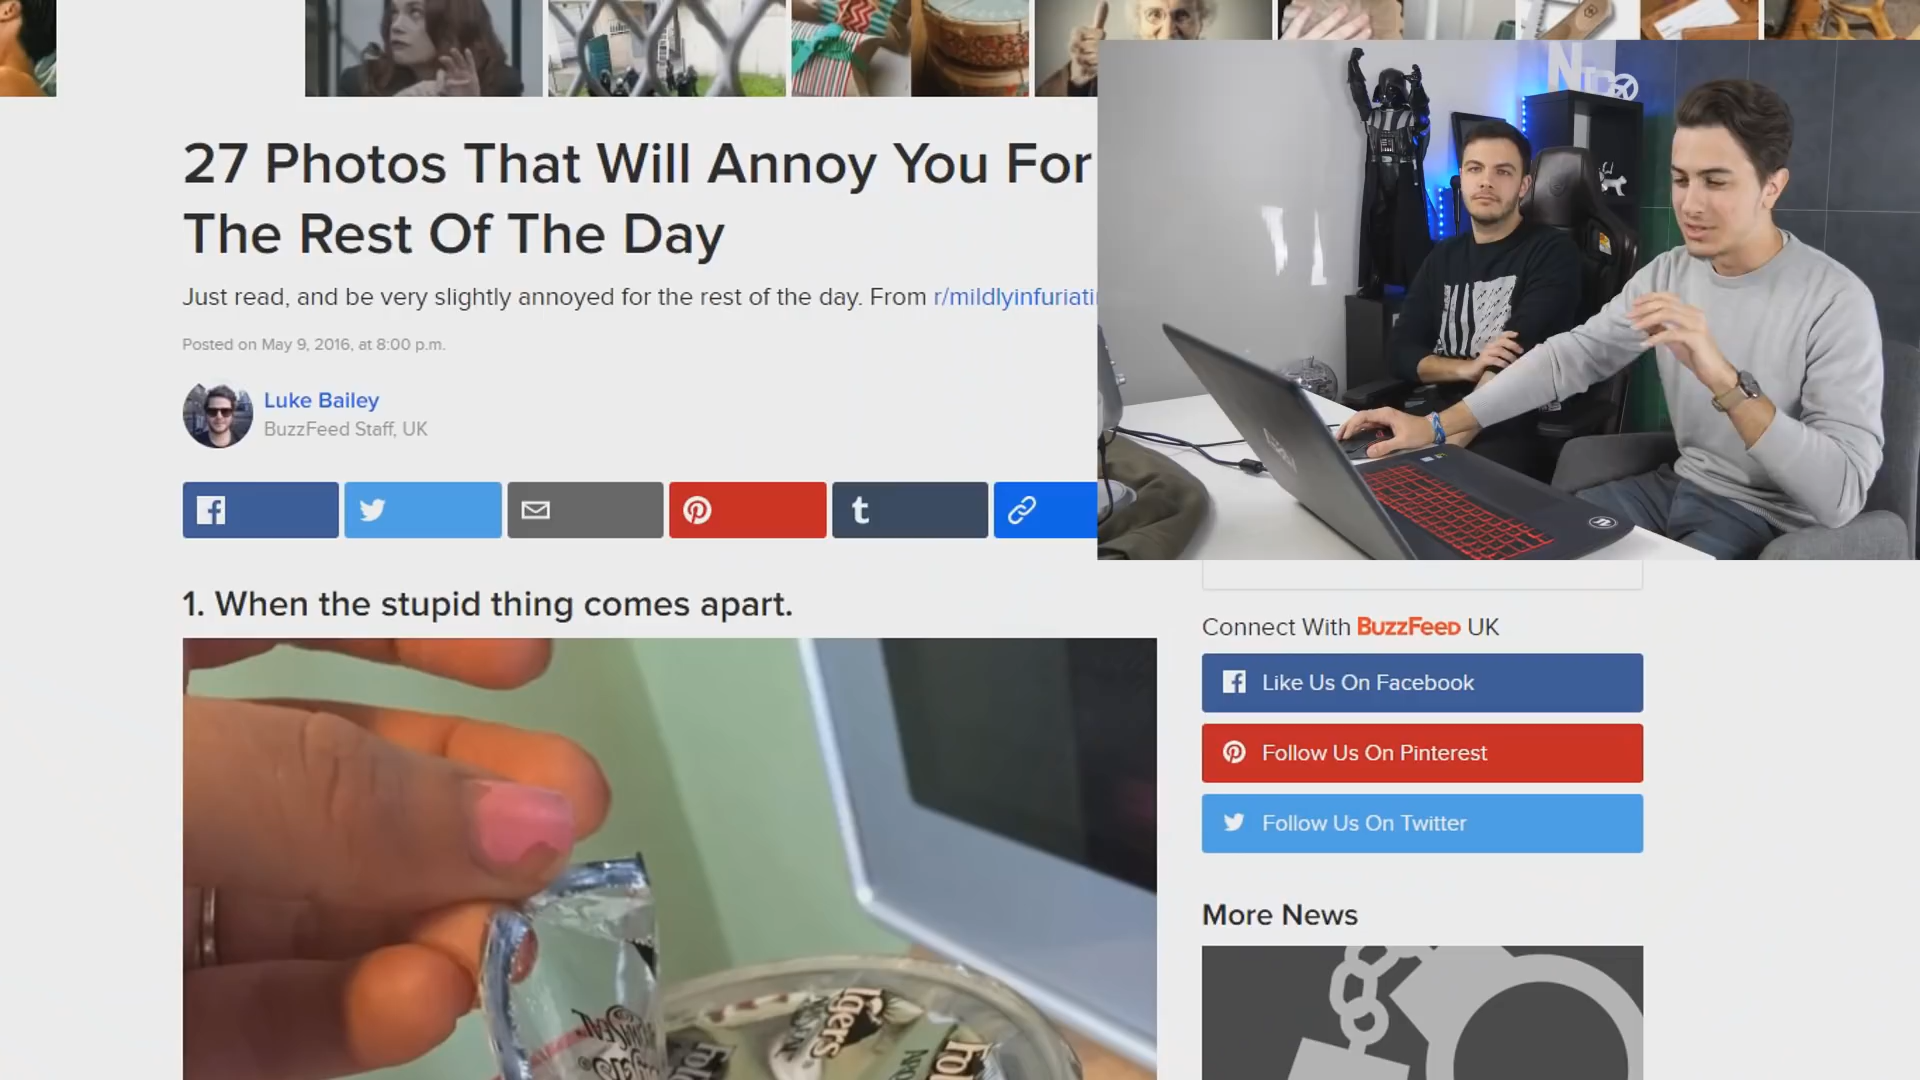 27 Photos That Will Annoy You For
The Rest Of The Day
Just read, and be very slightly annoyed for the rest of the day. From r/mildlyinfuriati
Posted on May 9, 2016, at 8:00 p.m.
Luke Bailey
BuzzFeed Staff, UK
1. When the stupid thing comes apart.
Connect With BuzzFeed UK
Like Us On Facebook
Follow Us On Pinterest
Follow Us On Twitter
More News